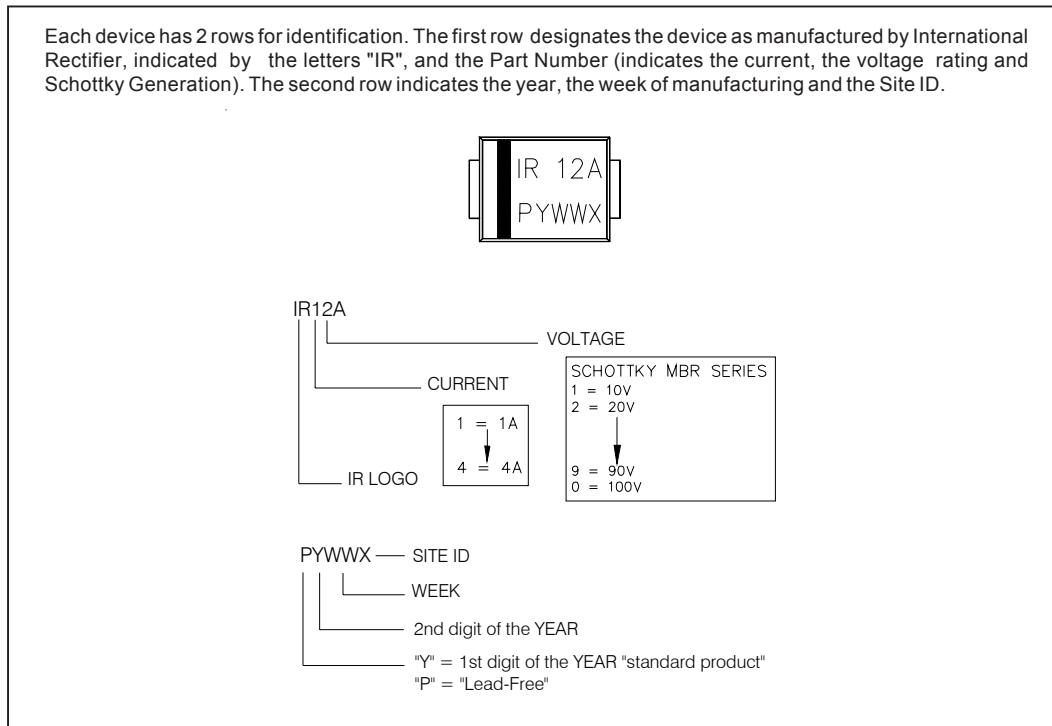 Each device has 2 rows for identification. The first row designates the device as manufactured by International
Rectifier, indicated by the letters "IR", and the Part Number (indicates the current, the voltage rating and
Schottky Generation). The second row indicates the year, the week of manufacturing and the Site ID.
IR 12A
PYWWX
IR12A
VOLTAGE
SCHOTTKY MBR SERIES
1 = 10V
2 = 20V
9 = 90V
0 = 100V
CURRENT
1 = 1A
4 = 4A
IR LOGO
PYWWX
SITE ID
WEEK
2nd digit of the YEAR
"Y" = 1st digit of the YEAR "standard product"
"P" = "Lead-Free"